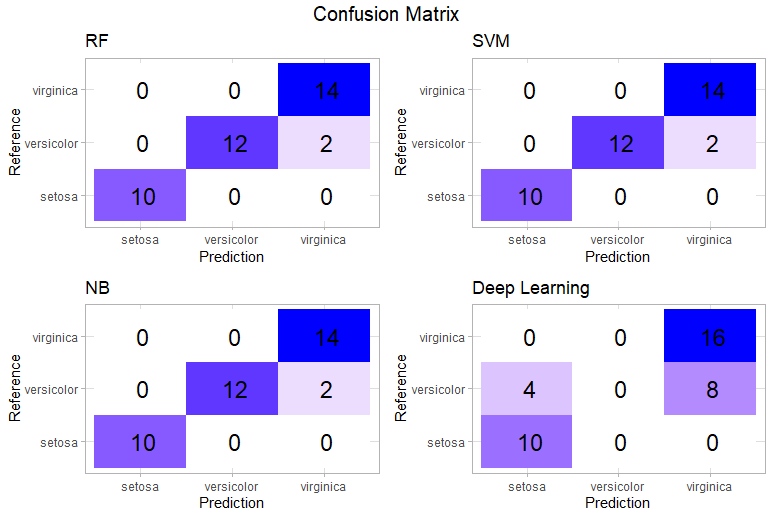 Confusion Matrix
RF
virginica 0 0 14
versicolor 0 12 2
setosa 10 0 0
setosa versicolor virginica
Prediction
Reference
SVM
virginica 0 0 14
versicolor 0 12 2
setosa 10 0 0
setosa versicolor virginica
Prediction
Reference
NB
virginica 0 0 14
versicolor 0 12 2
setosa 10 0 0
setosa versicolor virginica
Prediction
Reference
Deep Learning
virginica 0 0 16
versicolor 4 0 8
setosa 10 0 0
setosa versicolor virginica
Prediction
Reference